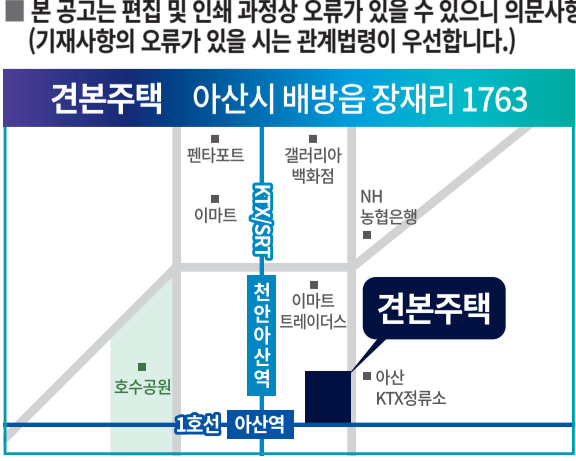 ■ 본 공고는 편집 및 인쇄 과정상 오류가 있을 수 있으니 의문사항
(기재사항의 오류가 있을 시는 관계법령이 우선합니다.)
견본주택 아산시 배방읍 장재리 1763
펜타포트
갤러리아
백화점
이마트
KTX/SRT
NH
농협은행
천안아산역
이마트
트레이더스
견본주택
호수공원
아산
KTX정류소
1호선 아산역